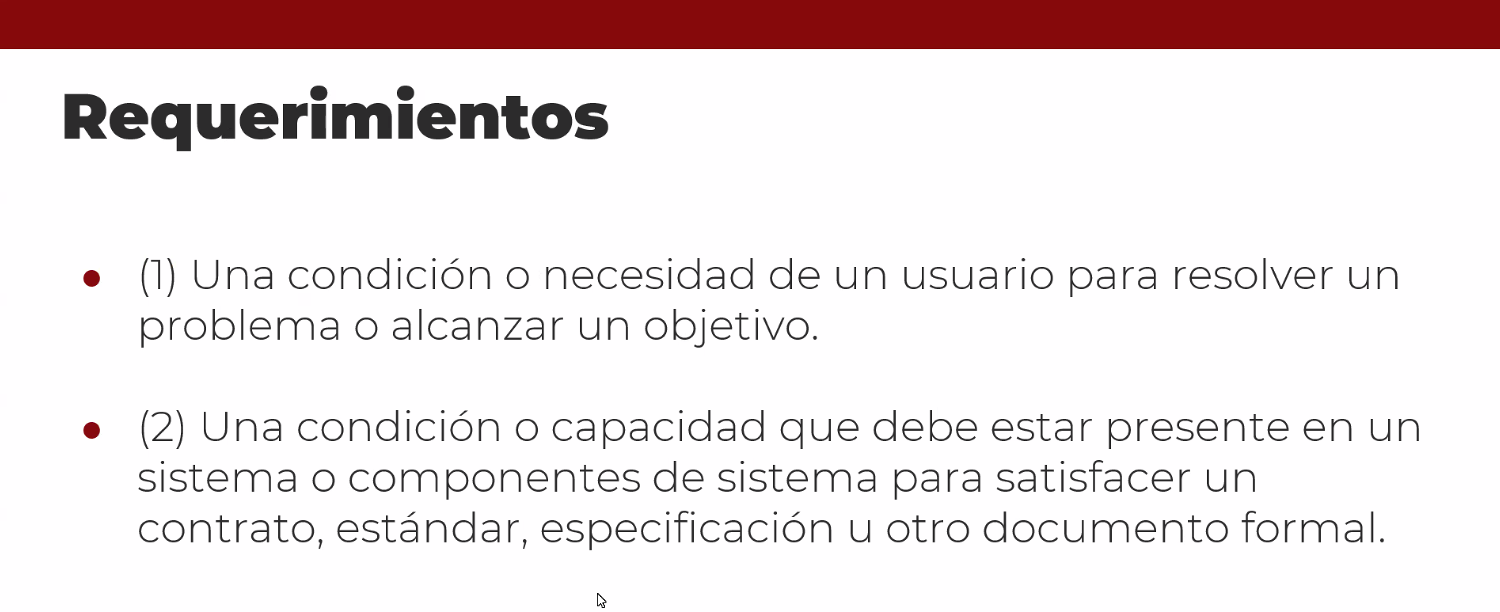 Requerimientos
● (1) Una condición o necesidad de un usuario para resolver un
problema o alcanzar un objetivo.
● (2) Una condición o capacidad que debe estar presente en un
sistema o componentes de sistema para satisfacer un
contrato, estándar, especificación u otro documento formal.